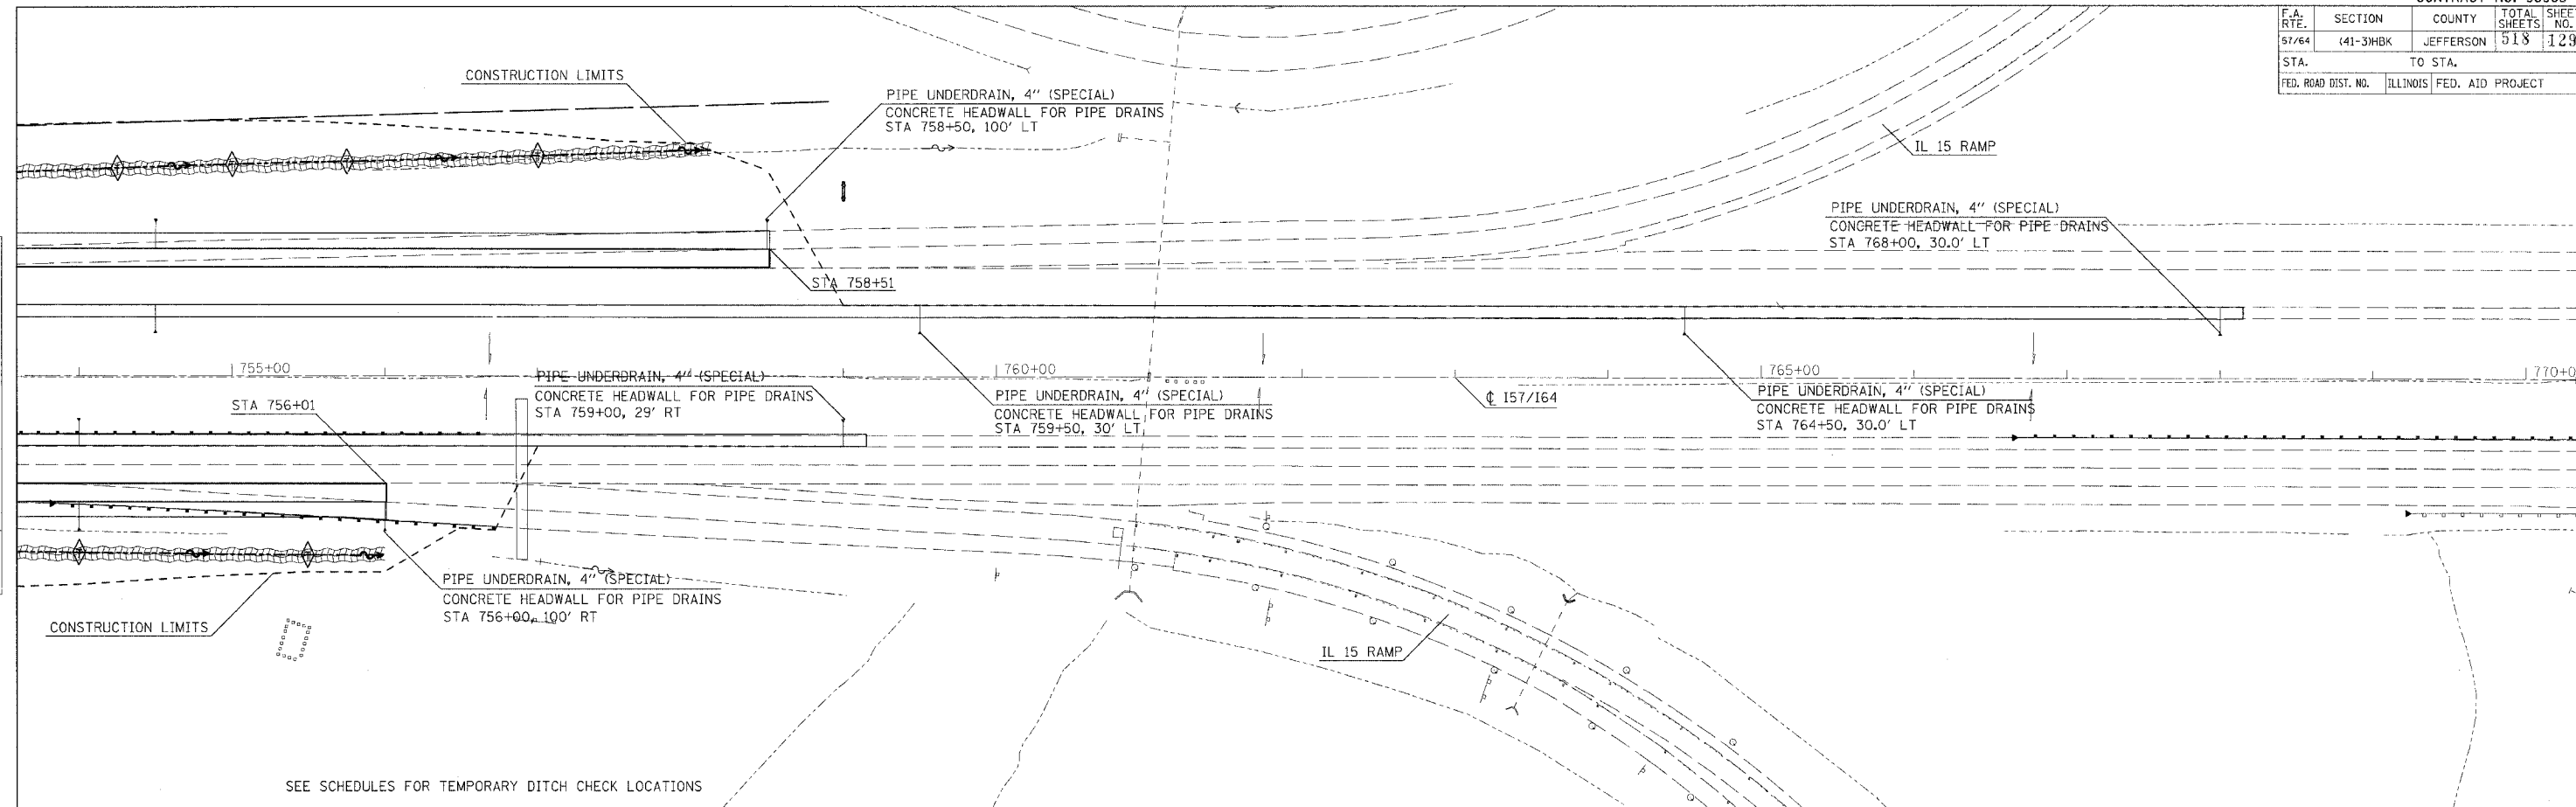 F.A. RTE. SECTION COUNTY TOTAL SHEETS SHEET NO.
57/64 (41-3)HBK JEFFERSON 518 129
STA. TO STA.
FED. ROAD DIST. NO. ILLINOIS FED. AID PROJECT
CONSTRUCTION LIMITS
PIPE UNDERDRAIN, 4" (SPECIAL)
CONCRETE HEADWALL FOR PIPE DRAINS
STA 758+50, 100' LT
IL 15 RAMP
PIPE UNDERDRAIN, 4" (SPECIAL)
CONCRETE HEADWALL FOR PIPE DRAINS
STA 768+00, 30.0' LT
STA 758+51
755+00
760+00
765+00
STA 756+01
PIPE UNDERDRAIN, 4" (SPECIAL)
CONCRETE HEADWALL FOR PIPE DRAINS
STA 759+00, 29' RT
PIPE UNDERDRAIN, 4" (SPECIAL)
CONCRETE HEADWALL FOR PIPE DRAINS
STA 759+50, 30' LT
℄ I57/I64
PIPE UNDERDRAIN, 4" (SPECIAL)
CONCRETE HEADWALL FOR PIPE DRAINS
STA 764+50, 30.0' LT
PIPE UNDERDRAIN, 4" (SPECIAL)
CONCRETE HEADWALL FOR PIPE DRAINS
STA 756+00, 100' RT
CONSTRUCTION LIMITS
IL 15 RAMP
SEE SCHEDULES FOR TEMPORARY DITCH CHECK LOCATIONS